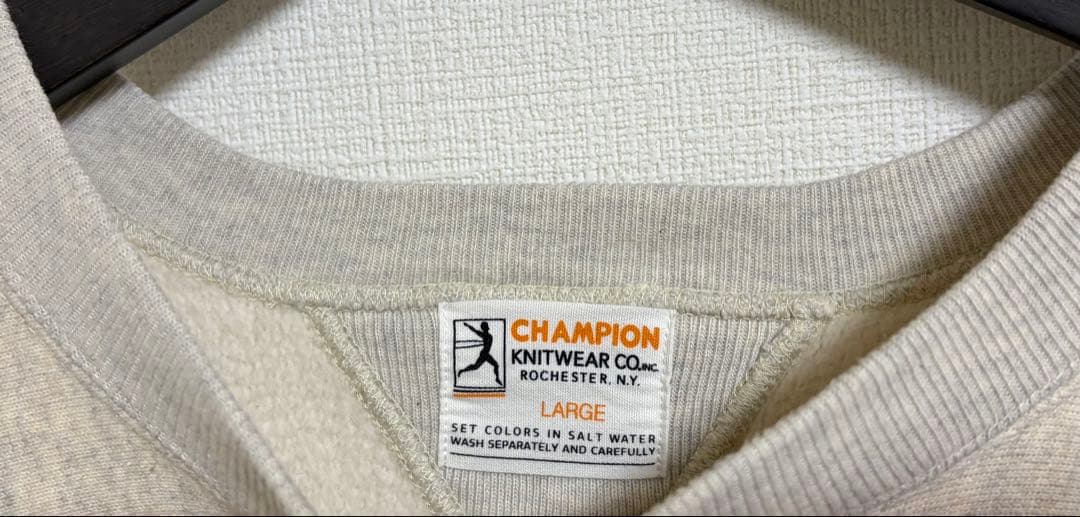 CHAMPION
KNITWEAR CO.,INC.
ROCHESTER, N.Y.
LARGE
SET COLORS IN SALT WATER
WASH SEPARATELY AND CAREFULLY